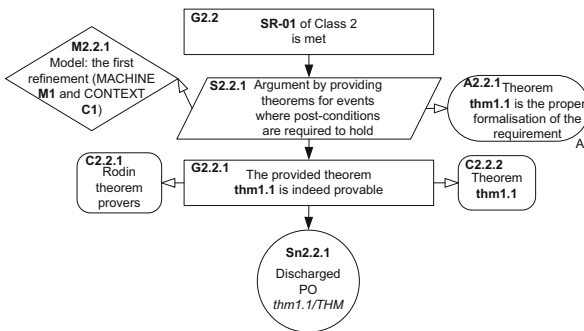 G2.2
SR-01 of Class 2
is met
M2.2.1
Model: the first
refinement (MACHINE
M1 and CONTEXT
C1)
S2.2.1
Argument by providing
theorems for events
where post-conditions
are required to hold
A2.2.1
Theorem
thm1.1 is the proper
formalisation of the
requirement
A
C2.2.1
Rodin
theorem
provers
G2.2.1
The provided theorem
thm1.1 is indeed provable
C2.2.2
Theorem
thm1.1
Sn2.2.1
Discharged
PO
thm1.1/THM